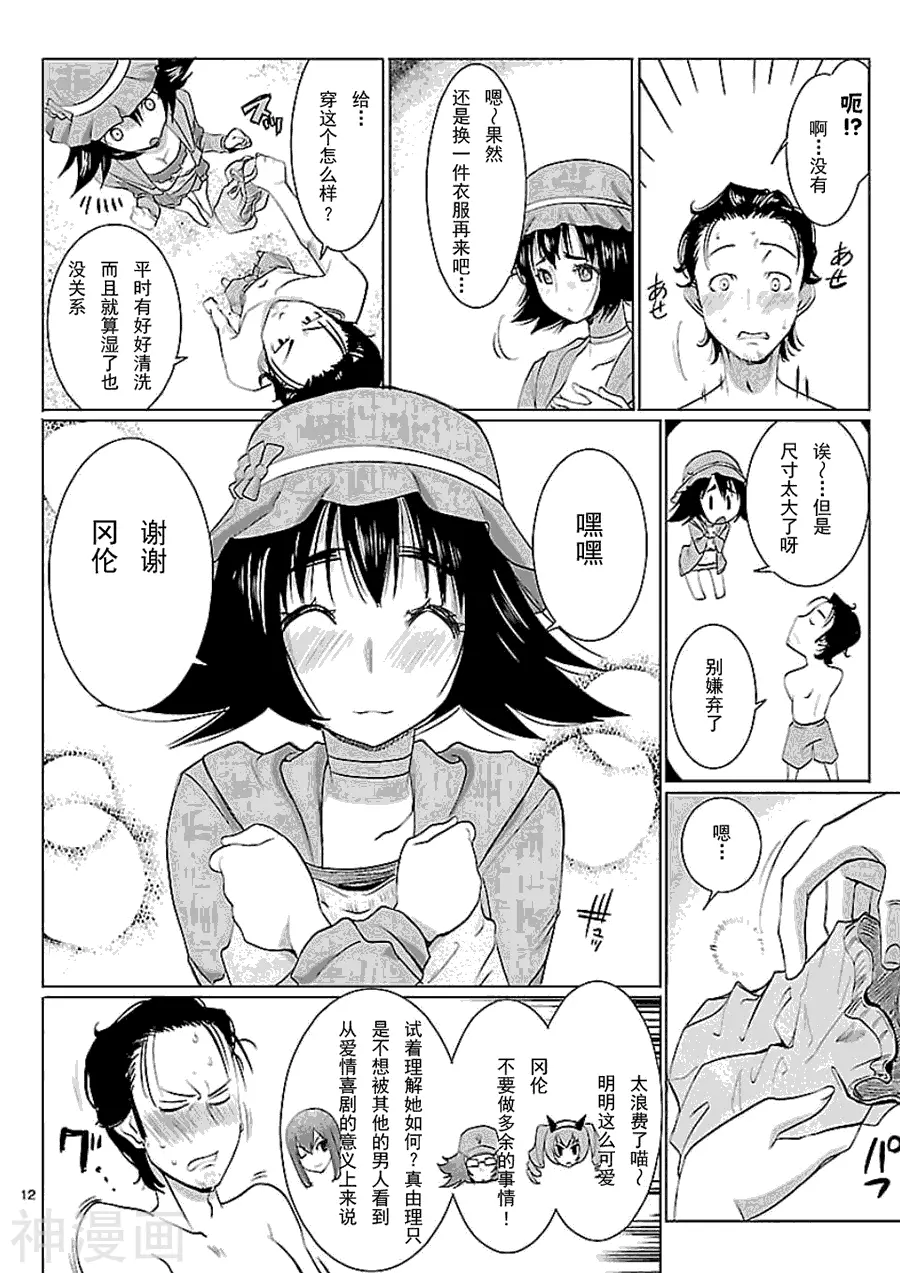 呃!?
啊…没有
あせ
あせ
嗯～果然
还是换一件衣服再来吧…
给…
穿这个怎么样？
平时有好好清洗
而且就算湿了也
没关系
诶～…但是
尺寸太大了呀
别嫌弃了
嘿嘿
谢谢
冈伦
嗯…
太浪费了喵～
明明这么可爱
冈伦
不要做多余的事情！
试着理解她如何？真由理只
是不想被其他的男人看到
从爱情喜剧的意义上来说
12
神漫画